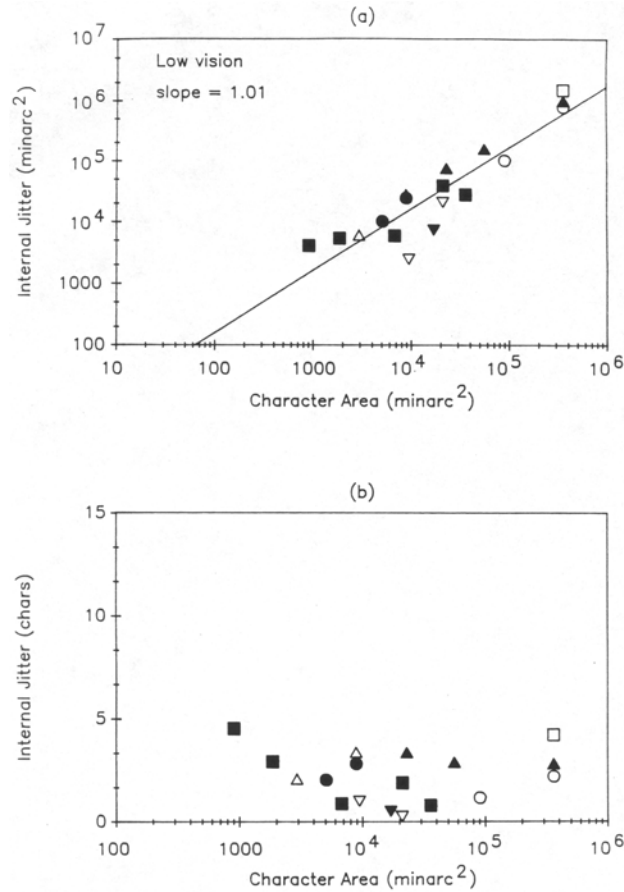 (a)
10^7
10^6
10^5
10^4
1000
100
Internal Jitter (minarc^2)
Low vision
slope = 1.01
10 100 1000 10^4 10^5 10^6
Character Area (minarc^2)
(b)
15
10
5
0
Internal Jitter (chars)
100 1000 10^4 10^5 10^6
Character Area (minarc^2)